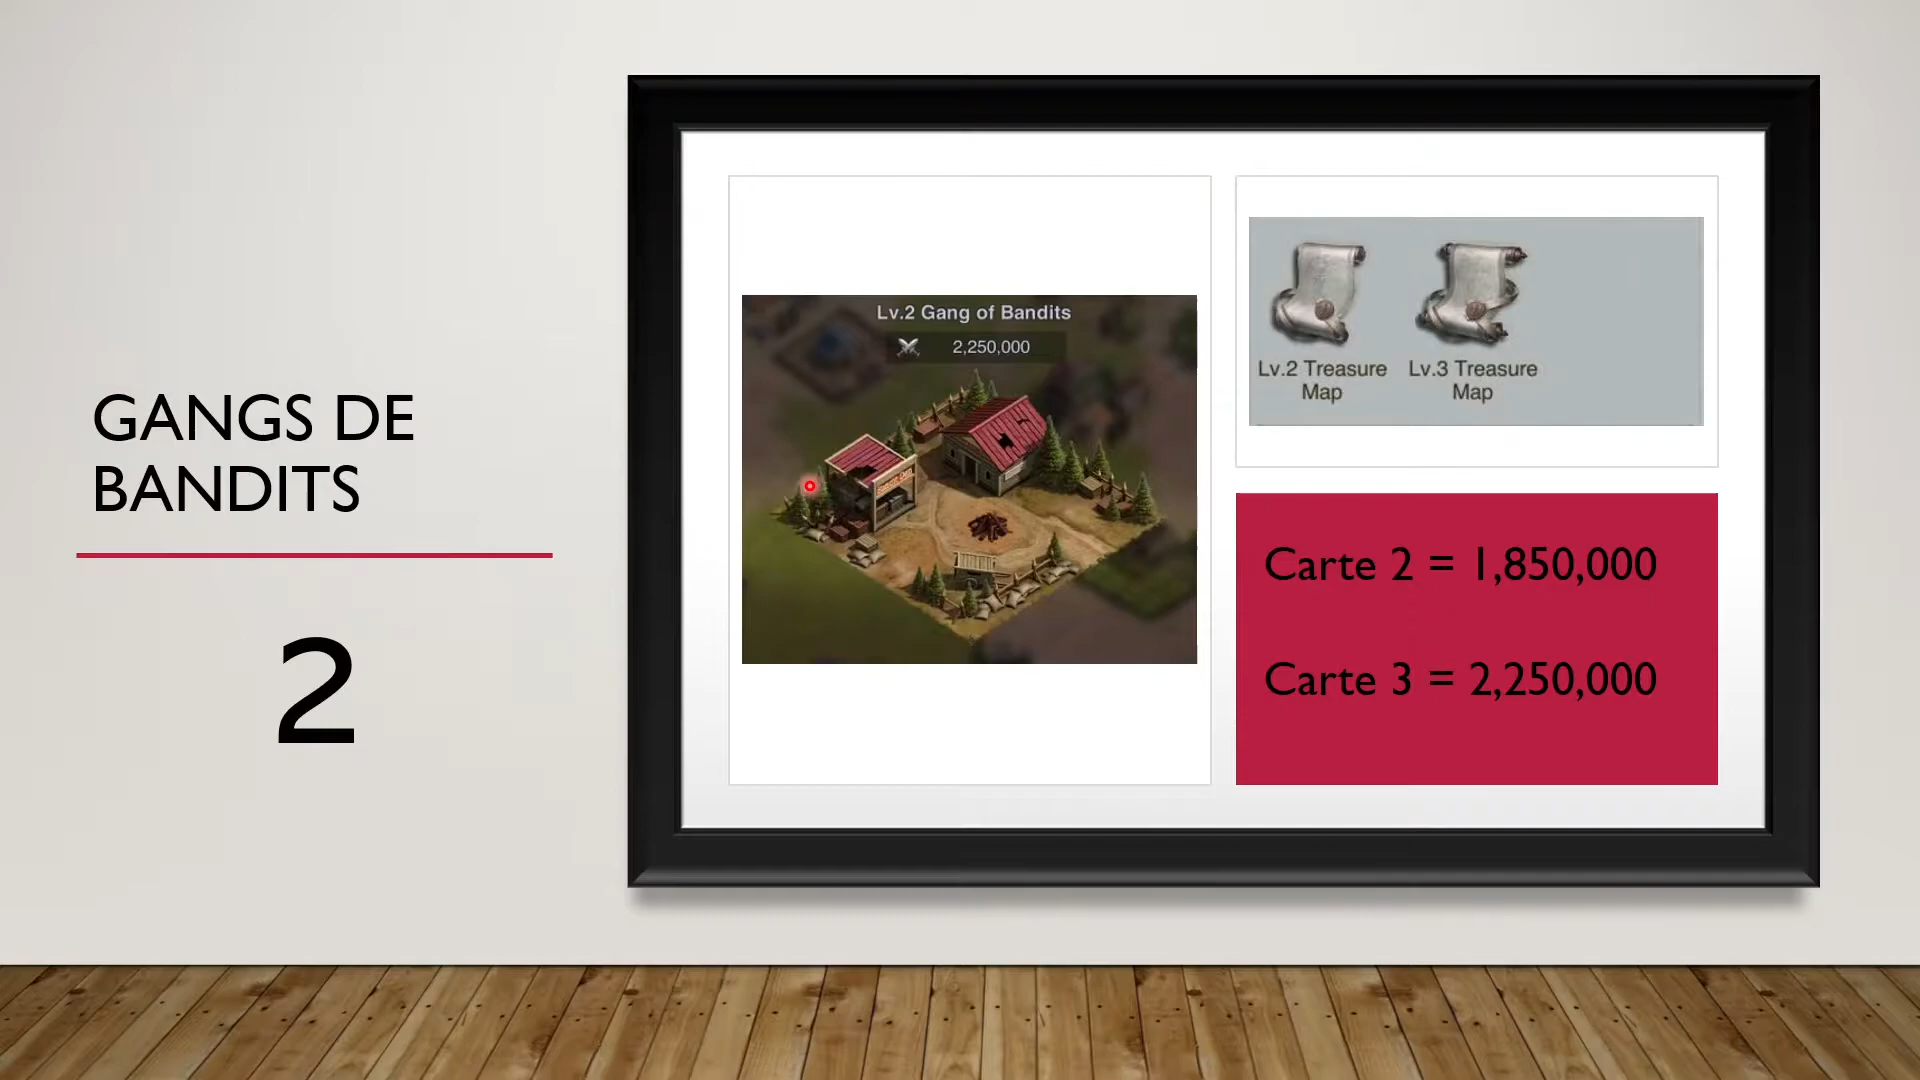 GANGS DE
BANDITS
2
Lv.2 Gang of Bandits
2,250,000
Lv.2 Treasure
Map
Lv.3 Treasure
Map
Carte 2 = 1,850,000
Carte 3 = 2,250,000